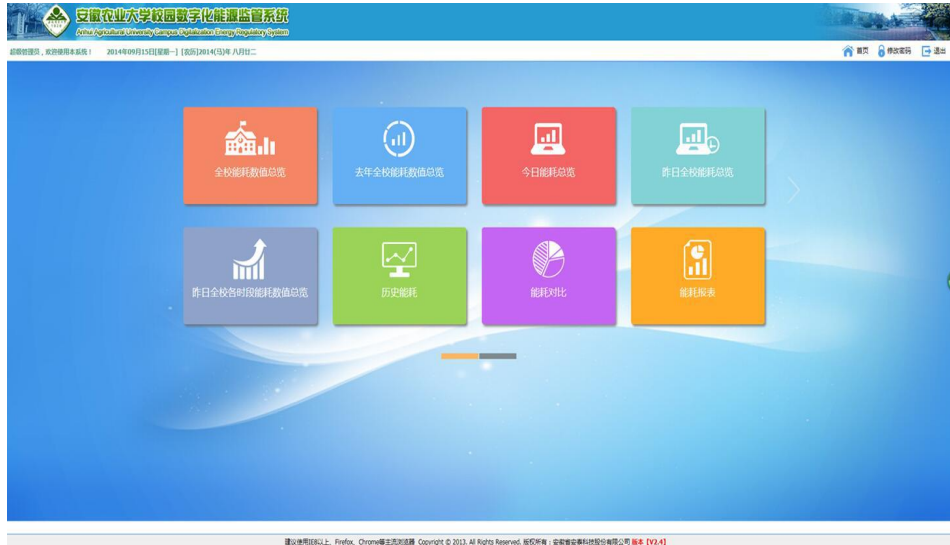 安徽农业大学校园数字化能源监管系统
Anhui Agricultural University Campus Digitalization Energy Regulatory System
超级管理员，欢迎使用本系统！ 2014年09月15日[星期一] [农历]2014(马)年 八月廿二
首页 修改密码 退出
全校能耗数值总览
去年全校能耗数值总览
今日能耗总览
昨日全校能耗总览
昨日全校各时段能耗数值总览
历史能耗
能耗对比
能耗报表
建议使用IE8以上、Firefox、Chrome等主流浏览器 Copyright © 2013. All Rights Reserved. 版权所有：安徽省安泰科技股份有限公司 版本【V2.4】